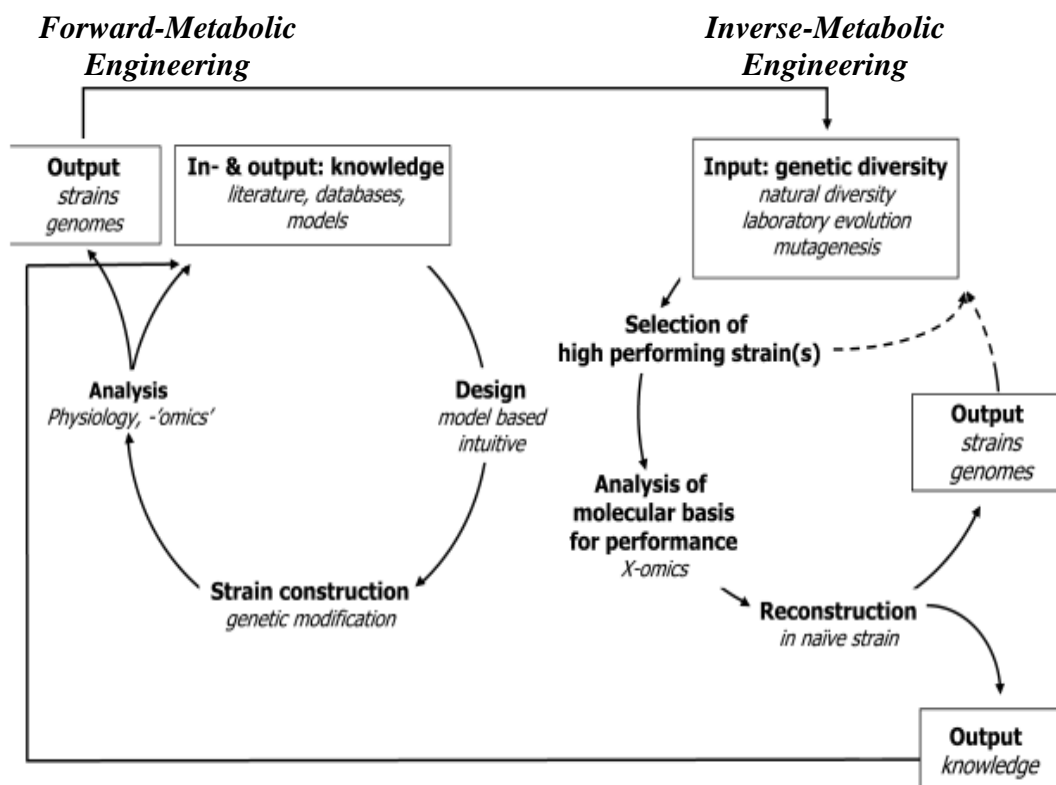 Forward-Metabolic
Engineering
Inverse-Metabolic
Engineering
Output
strains
genomes
In- & output: knowledge
literature, databases,
models
Analysis
Physiology, -'omics'
Design
model based
intuitive
Strain construction
genetic modification
Input: genetic diversity
natural diversity
laboratory evolution
mutagenesis
Selection of
high performing strain(s)
Analysis of
molecular basis
for performance
X-omics
Reconstruction
in naïve strain
Output
strains
genomes
Output
knowledge